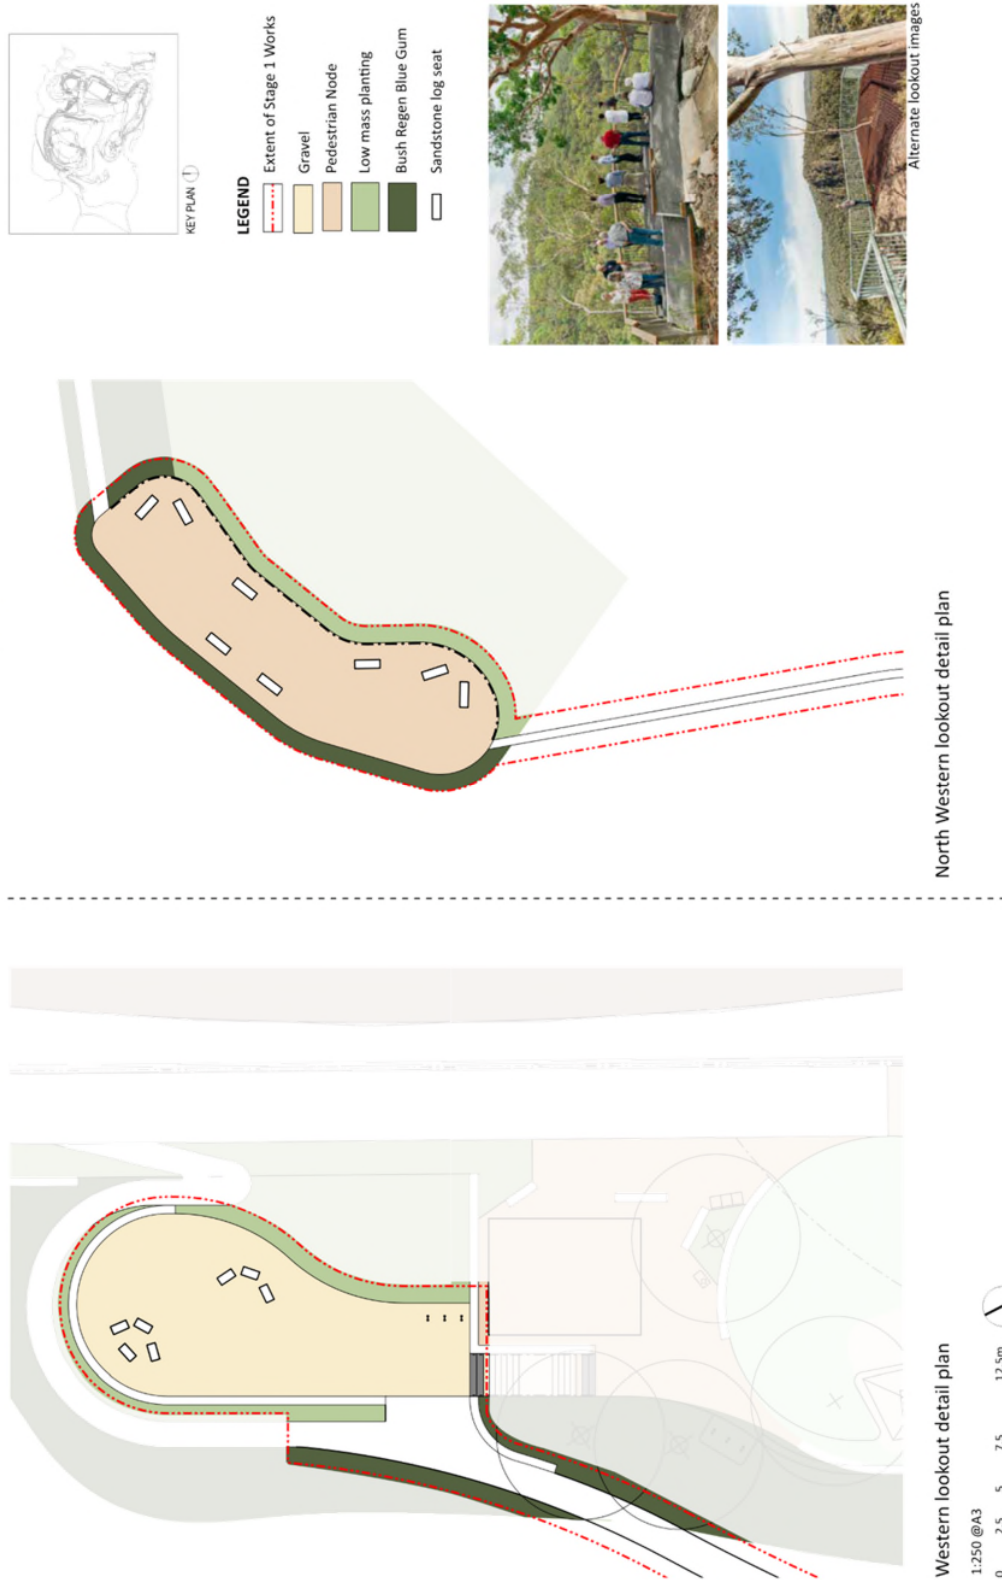 Western lookout detail plan
1:250 @A3
0 2.5 5 7.5 12.5m
North Western lookout detail plan
KEY PLAN
LEGEND
Extent of Stage 1 Works
Gravel
Pedestrian Node
Low mass planting
Bush Regen Blue Gum
Sandstone log seat
Alternate lookout images